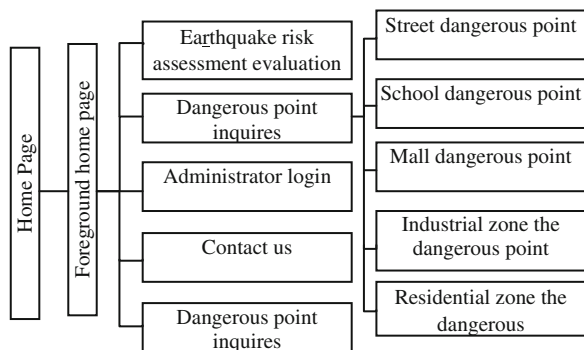 Home Page
Foreground home page
Earthquake risk
assessment evaluation
Dangerous point
inquires
Administrator login
Contact us
Dangerous point
inquires
Street dangerous point
School dangerous point
Mall dangerous point
Industrial zone the
dangerous point
Residential zone the
dangerous